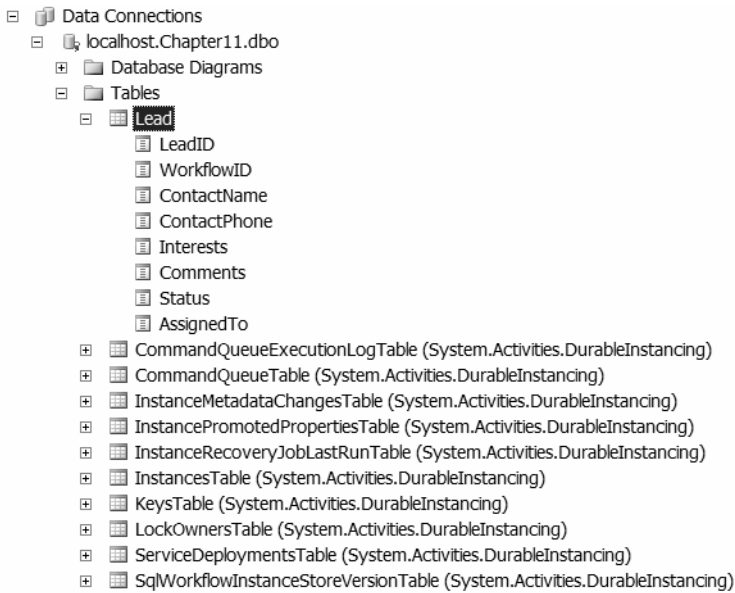 Data Connections
localhost.Chapter11.dbo
Database Diagrams
Tables
Lead
LeadID
WorkflowID
ContactName
ContactPhone
Interests
Comments
Status
AssignedTo
CommandQueueExecutionLogTable (System.Activities.DurableInstancing)
CommandQueueTable (System.Activities.DurableInstancing)
InstanceMetadataChangesTable (System.Activities.DurableInstancing)
InstancePromotedPropertiesTable (System.Activities.DurableInstancing)
InstanceRecoveryJobLastRunTable (System.Activities.DurableInstancing)
InstancesTable (System.Activities.DurableInstancing)
KeysTable (System.Activities.DurableInstancing)
LockOwnersTable (System.Activities.DurableInstancing)
ServiceDeploymentsTable (System.Activities.DurableInstancing)
SqlWorkflowInstanceStoreVersionTable (System.Activities.DurableInstancing)